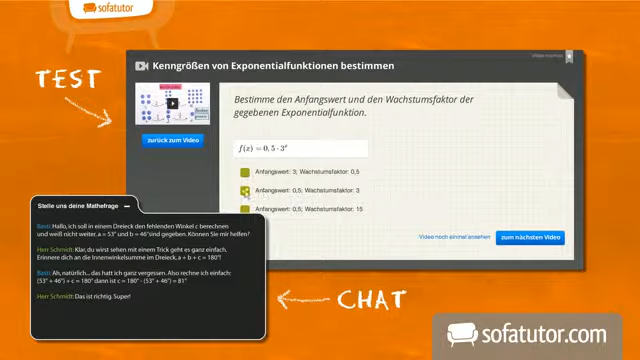 sofatutor
Kenngrößen von Exponentialfunktionen bestimmen
TEST
Bestimme den Anfangswert und den Wachstumsfaktor der
gegebenen Exponentialfunktion.
zurück zum Video
f(x) = 0,5 · 3ˣ
Anfangswert: 3; Wachstumsfaktor: 0,5
Anfangswert: 0,5; Wachstumsfaktor: 3
Anfangswert: 0,5; Wachstumsfaktor: 15
Video noch einmal ansehen
zum nächsten Video
Stelle uns deine Mathefrage
Basti: Hallo, ich soll in einem Dreieck den fehlenden Winkel c berechnen
und weiß nicht weiter. a = 53° und b = 46° sind gegeben. Können Sie mir helfen?
Herr Schmidt: Klar, du wirst sehen mit einem Trick geht es ganz einfach.
Erinnere dich an die Innenwinkelsumme im Dreieck, a + b + c = 180°!
Basti: Ah, natürlich... das hatt ich ganz vergessen. Also rechne ich einfach:
(53° + 46°) + c = 180° dann ist c = 180° - (53° + 46°) = 81°
Herr Schmidt: Das ist richtig. Super!
CHAT
sofatutor.com